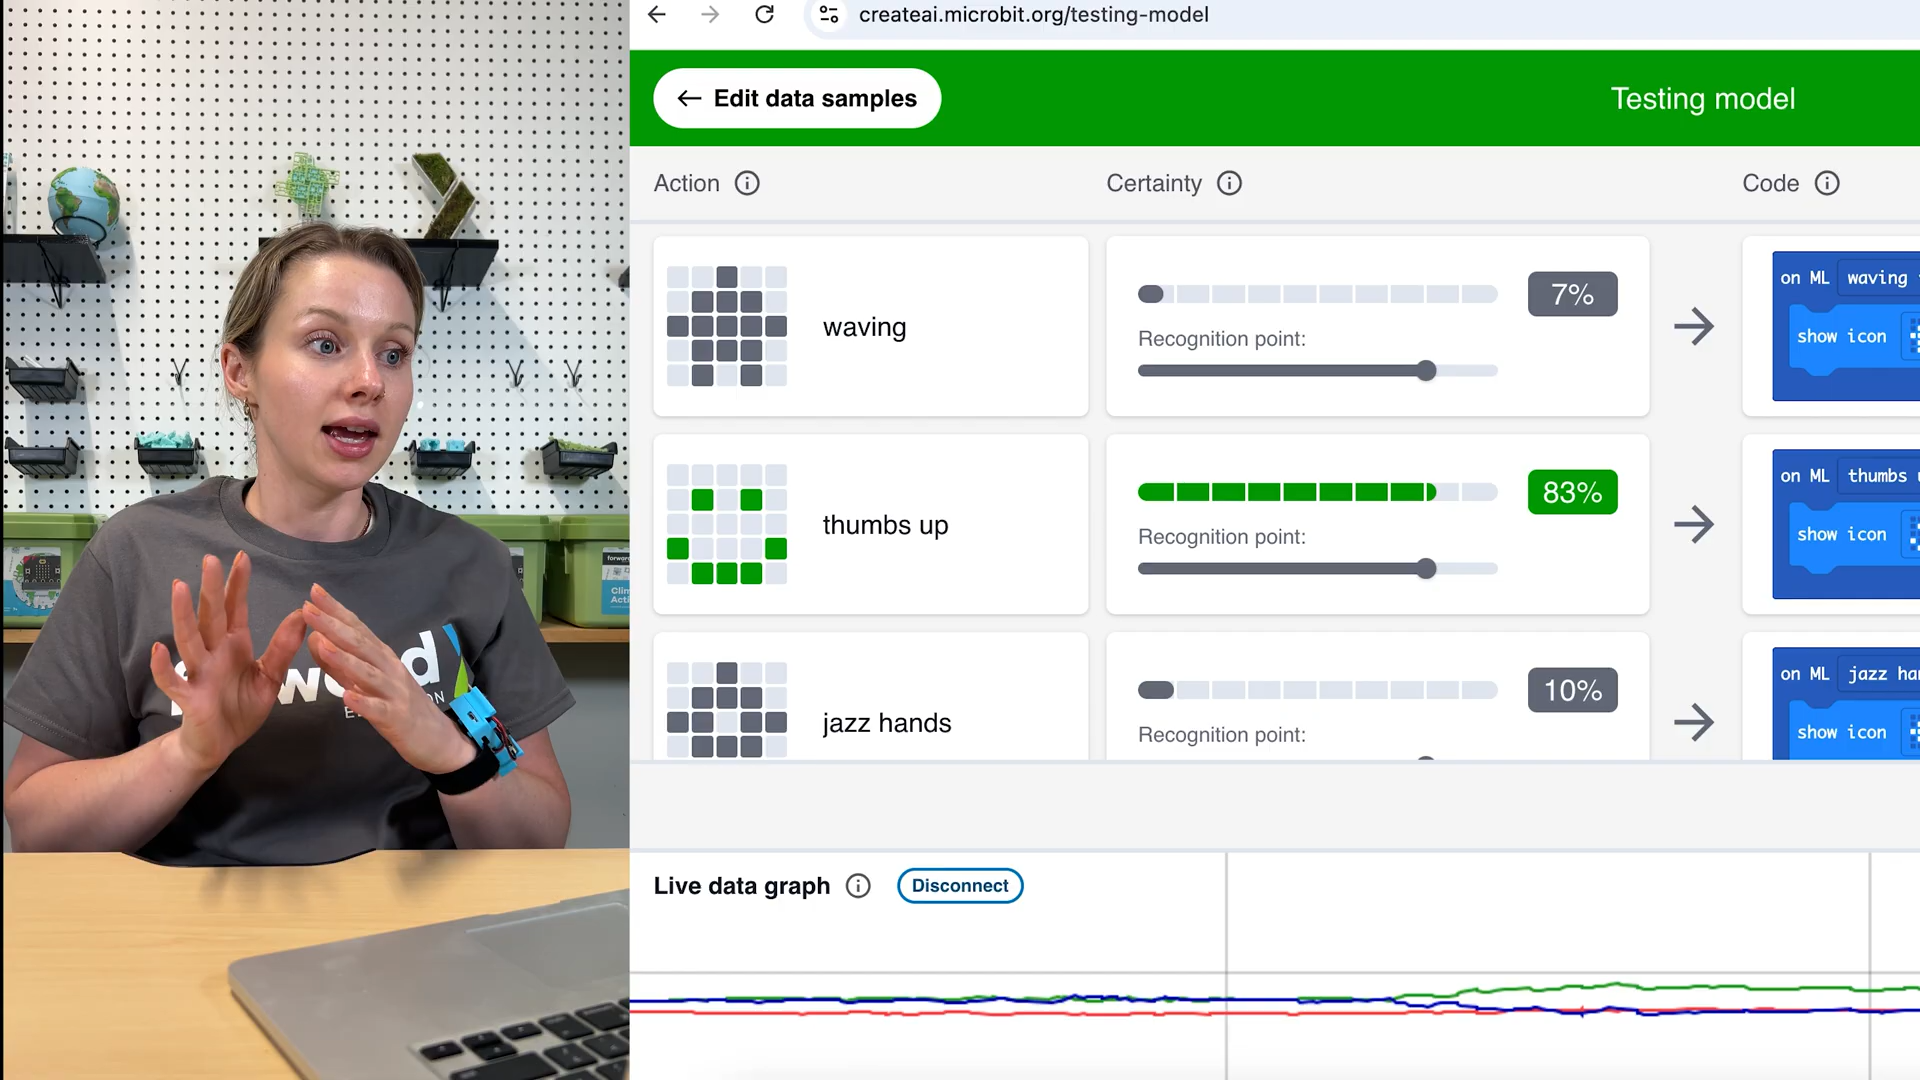 createai.microbit.org/testing-model
← Edit data samples
Testing model
Action
Certainty
Code
waving
7%
Recognition point:
on ML waving
show icon
thumbs up
83%
Recognition point:
on ML thumbs
show icon
jazz hands
10%
Recognition point:
on ML jazz
show icon
Live data graph
Disconnect
forward